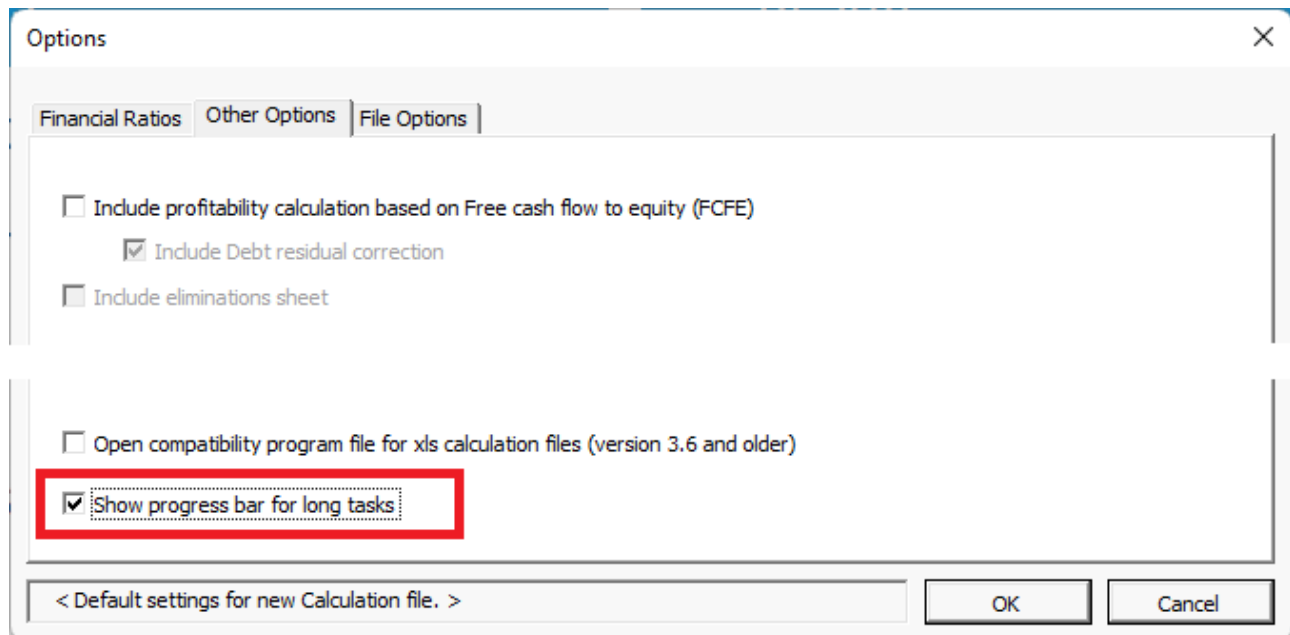 Options
Financial Ratios Other Options File Options
Include profitability calculation based on Free cash flow to equity (FCFE)
Include Debt residual correction
Include eliminations sheet
Open compatibility program file for xls calculation files (version 3.6 and older)
Show progress bar for long tasks
< Default settings for new Calculation file. > OK Cancel